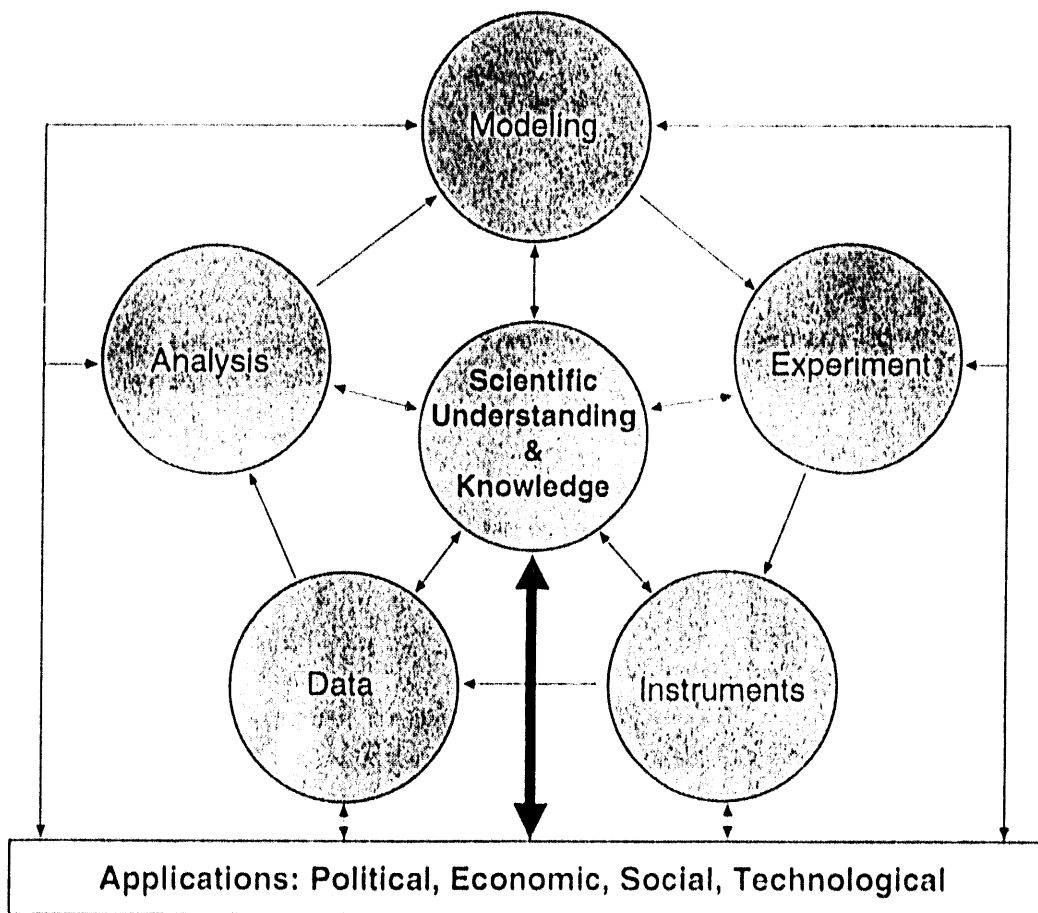 Modeling
Analysis
Experiment
Scientific
Understanding
&
Knowledge
Data
Instruments
Applications: Political, Economic, Social, Technological